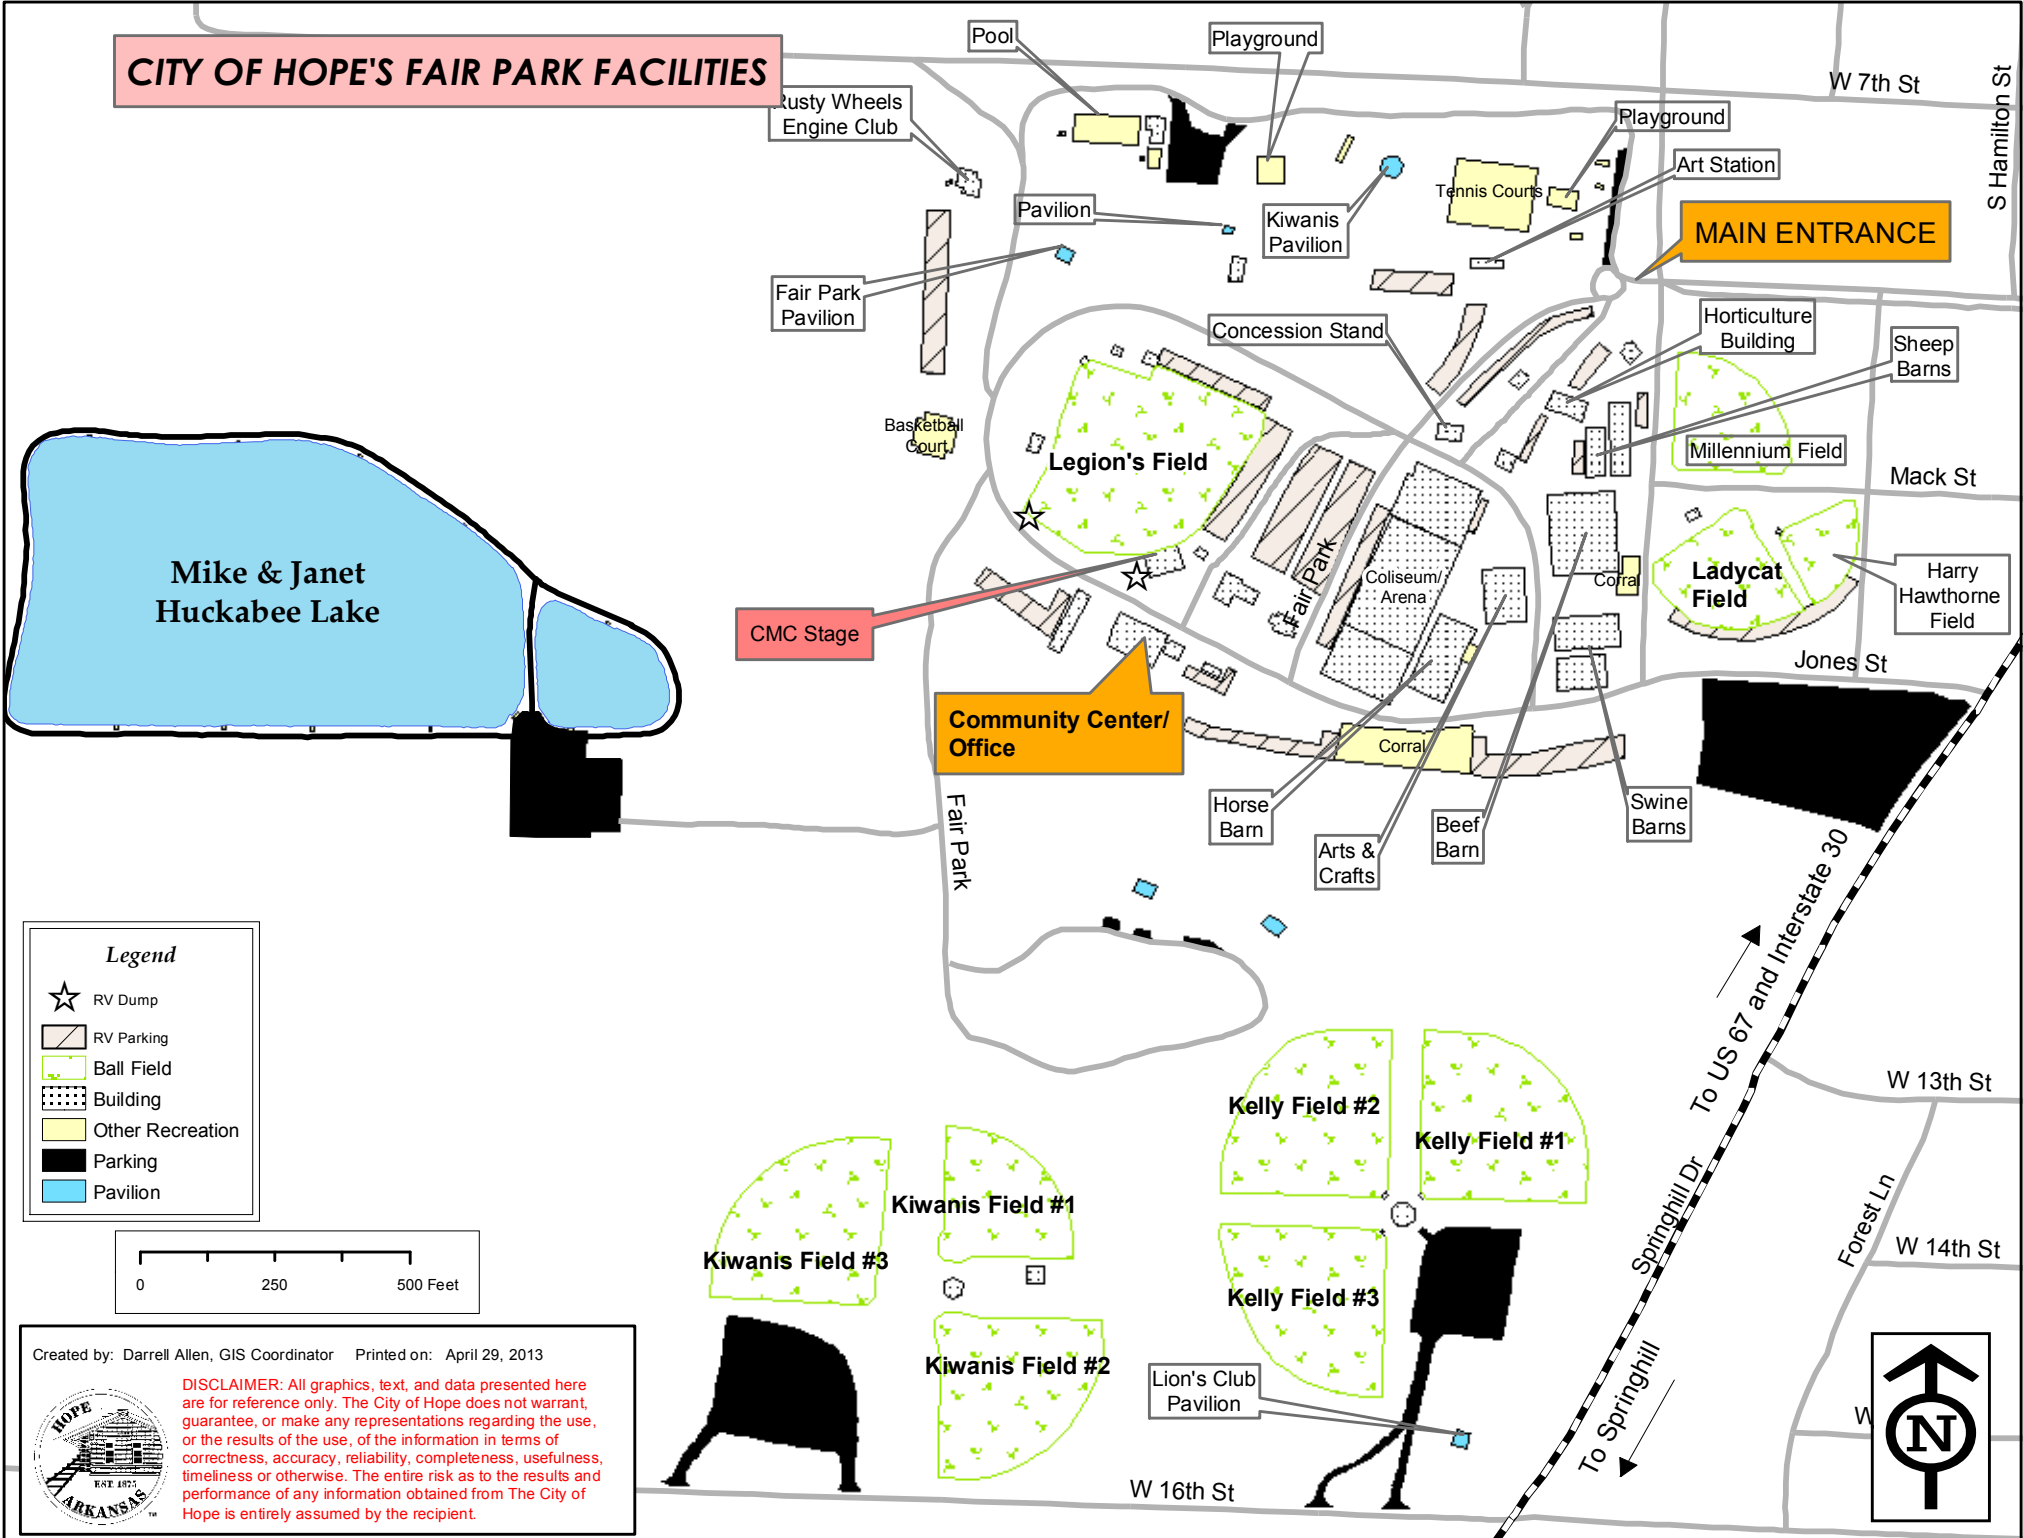 CITY OF HOPE'S FAIR PARK FACILITIES
Pool
Playground
W 7th St
S Hamilton St
Rusty Wheels
Engine Club
Playground
Art Station
Tennis Courts
Pavilion
Kiwanis
Pavilion
MAIN ENTRANCE
Fair Park
Pavilion
Concession Stand
Horticulture
Building
Sheep
Barns
Basketball
Court
Legion's Field
Millennium Field
Mack St
Mike & Janet
Huckabee Lake
Fair Park
Coliseum/
Arena
Corral
Ladycat
Field
Harry
Hawthorne
Field
CMC Stage
Jones St
Community Center/
Office
Corral
Horse
Barn
Arts &
Crafts
Beef
Barn
Swine
Barns
Fair Park
To US 67 and Interstate 30
Legend
RV Dump
RV Parking
Ball Field
Building
Other Recreation
Parking
Pavilion
0
250
500 Feet
W 13th St
Kelly Field #2
Kelly Field #1
Kiwanis Field #1
Kiwanis Field #3
Kelly Field #3
Kiwanis Field #2
Springhill Dr
Forest Ln
W 14th St
Lion's Club
Pavilion
To Springhill
W
N
W 16th St
Created by: Darrell Allen, GIS Coordinator Printed on: April 29, 2013
DISCLAIMER: All graphics, text, and data presented here
are for reference only. The City of Hope does not warrant,
guarantee, or make any representations regarding the use,
or the results of the use, of the information in terms of
correctness, accuracy, reliability, completeness, usefulness,
timeliness or otherwise. The entire risk as to the results and
performance of any information obtained from The City of
Hope is entirely assumed by the recipient.
HOPE
EST. 1875
ARKANSAS
TM